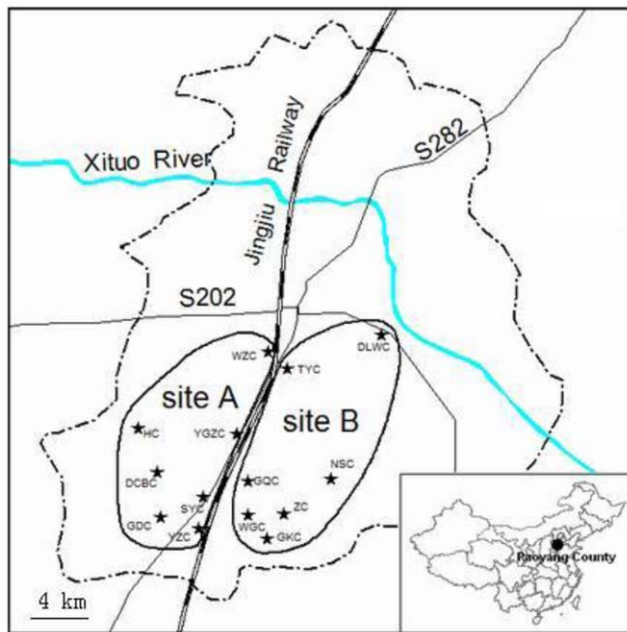 Xituo River
Jingjiu Railway
S282
S202
WZC
TYC
DLWC
site A
site B
HC
YGZC
DCBC
GQC
NSC
SYC
GDC
YZC
WGC
ZC
GKC
Raoyang County
4 km